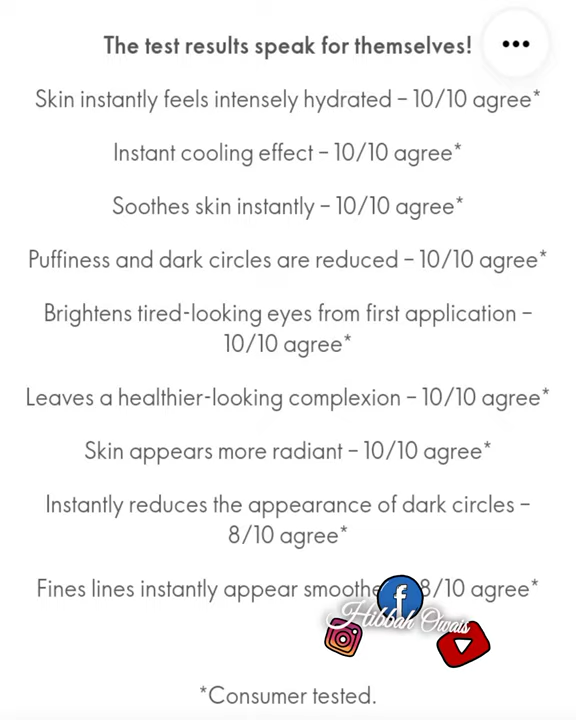 The test results speak for themselves!
Skin instantly feels intensely hydrated – 10/10 agree*
Instant cooling effect – 10/10 agree*
Soothes skin instantly – 10/10 agree*
Puffiness and dark circles are reduced – 10/10 agree*
Brightens tired-looking eyes from first application –
10/10 agree*
Leaves a healthier-looking complexion – 10/10 agree*
Skin appears more radiant – 10/10 agree*
Instantly reduces the appearance of dark circles –
8/10 agree*
Fines lines instantly appear smoothe 8/10 agree*
Hibbah Owais
*Consumer tested.